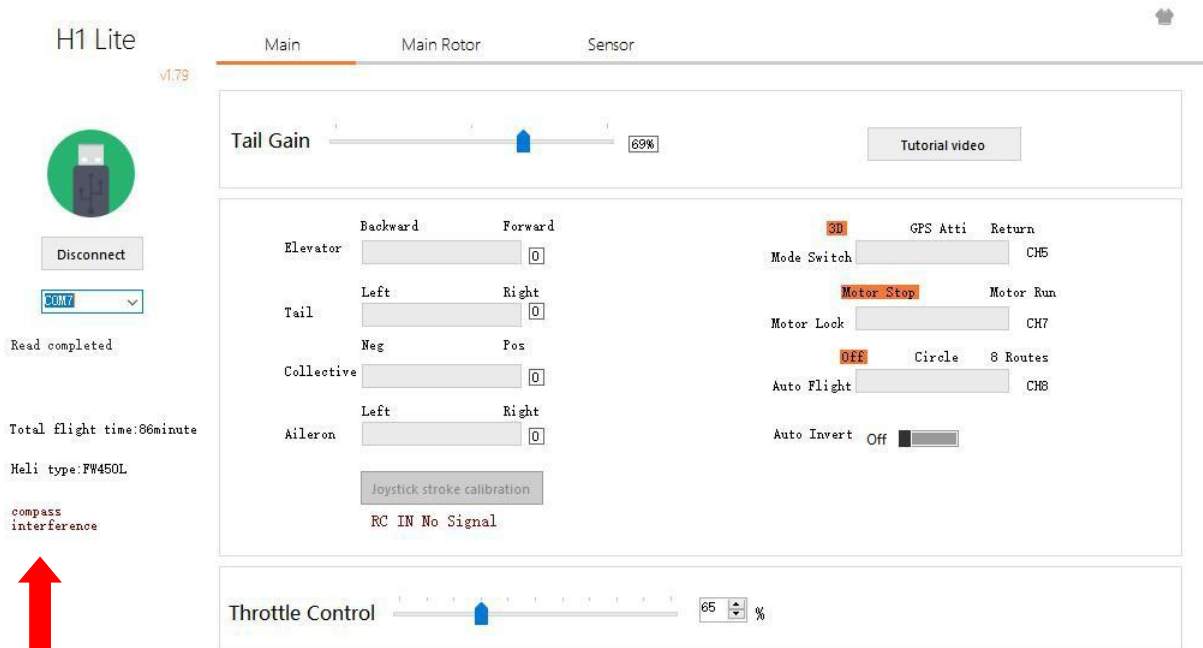 H1 Lite
v1.79
Main Main Rotor Sensor
Tail Gain 69% Tutorial video
Disconnect
COM7
Read completed
Total flight time:86minute
Heli type:FW450L
compass
interference
Backward Forward
Elevator 0
Left Right
Tail 0
Neg Pos
Collective 0
Left Right
Aileron 0
Joystick stroke calibration
RC IN No Signal
3D GPS Atti Return
Mode Switch CH5
Motor Stop Motor Run
Motor Lock CH7
Off Circle 8 Routes
Auto Flight CH8
Auto Invert Off
Throttle Control 65 %